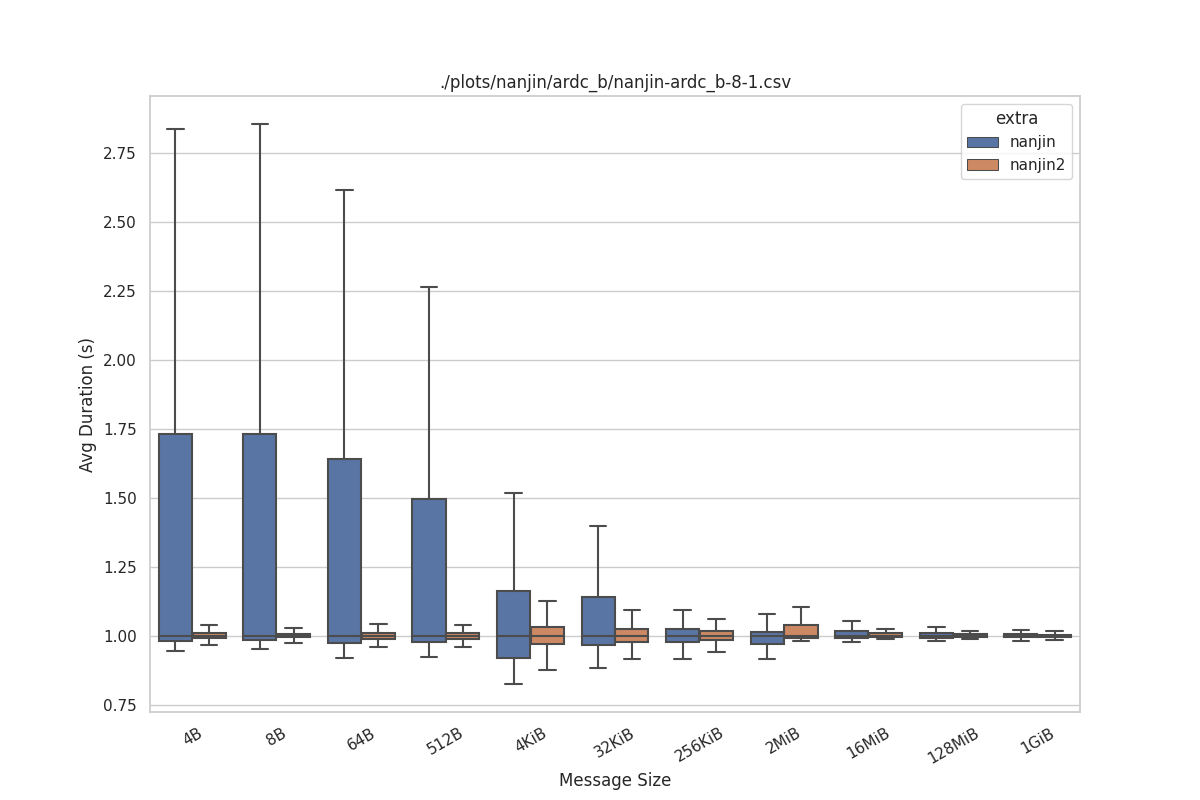 ./plots/nanjin/ardc_b/nanjin-ardc_b-8-1.csv
extra
nanjin
nanjin2
Avg Duration (s)
2.75
2.50
2.25
2.00
1.75
1.50
1.25
1.00
0.75
4B
8B
64B
512B
4KiB
32KiB
256KiB
2MiB
16MiB
128MiB
1GiB
Message Size